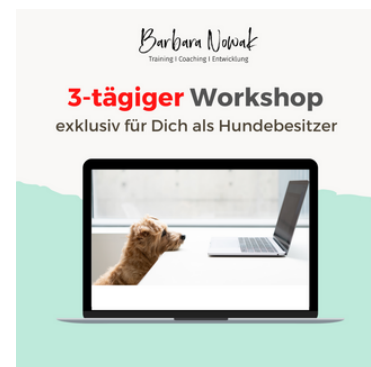 Barbara Nowak
Training I Coaching I Entwicklung
3-tägiger Workshop
exklusiv für Dich als Hundebesitzer